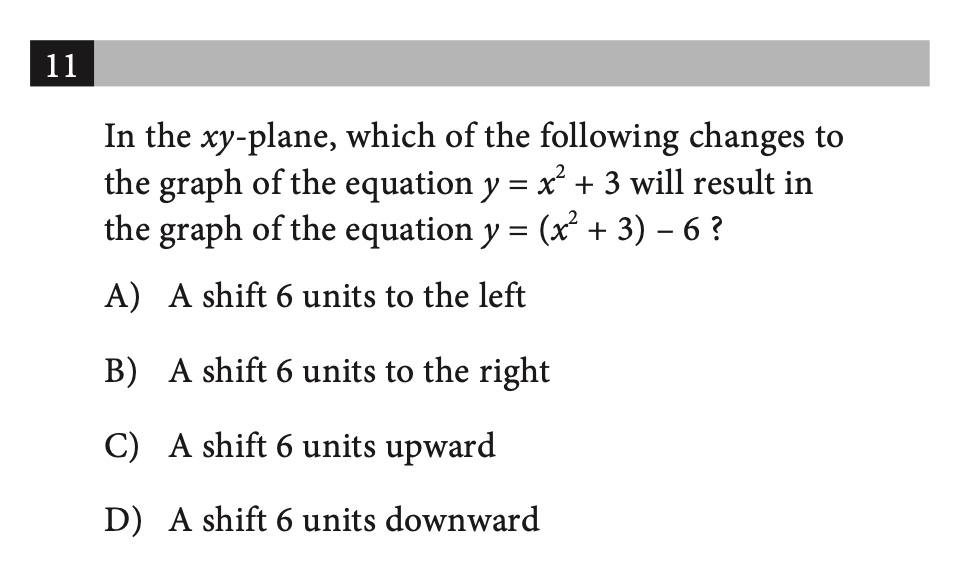 11
In the xy-plane, which of the following changes to
the graph of the equation y = x² + 3 will result in
the graph of the equation y = (x² + 3) – 6 ?
A) A shift 6 units to the left
B) A shift 6 units to the right
C) A shift 6 units upward
D) A shift 6 units downward